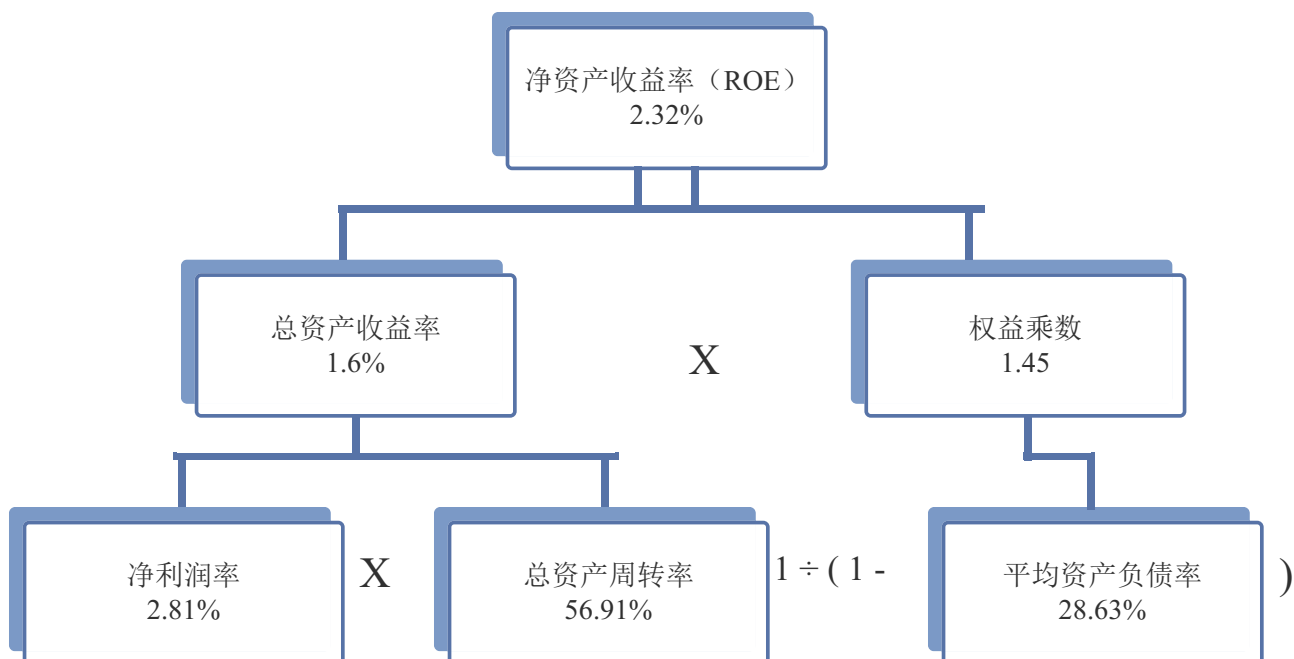 净资产收益率（ROE）
2.32%
总资产收益率
1.6%
X
权益乘数
1.45
净利润率
2.81%
X
总资产周转率
56.91%
1 ÷ ( 1 -
平均资产负债率
28.63%
)